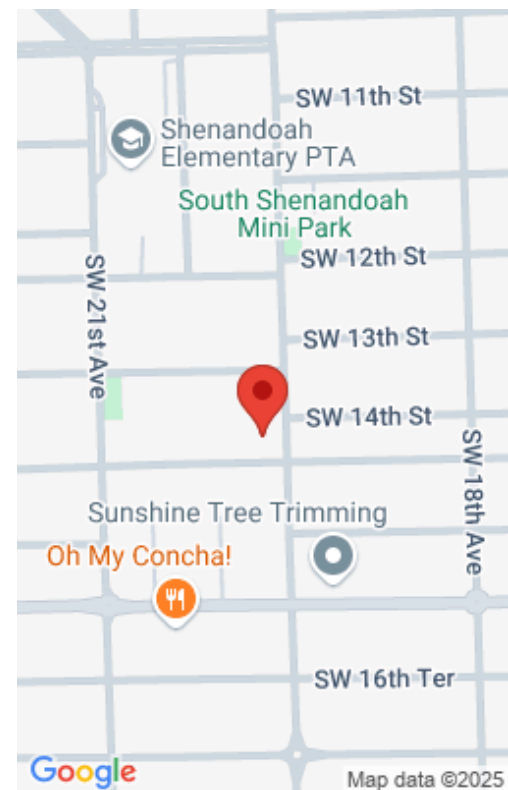 SW 11th St
Shenandoah
Elementary PTA
South Shenandoah
Mini Park
SW 12th St
SW 21st Ave
SW 13th St
SW 14th St
SW 18th Ave
Sunshine Tree Trimming
Oh My Concha!
SW 16th Ter
Google
Map data ©2025